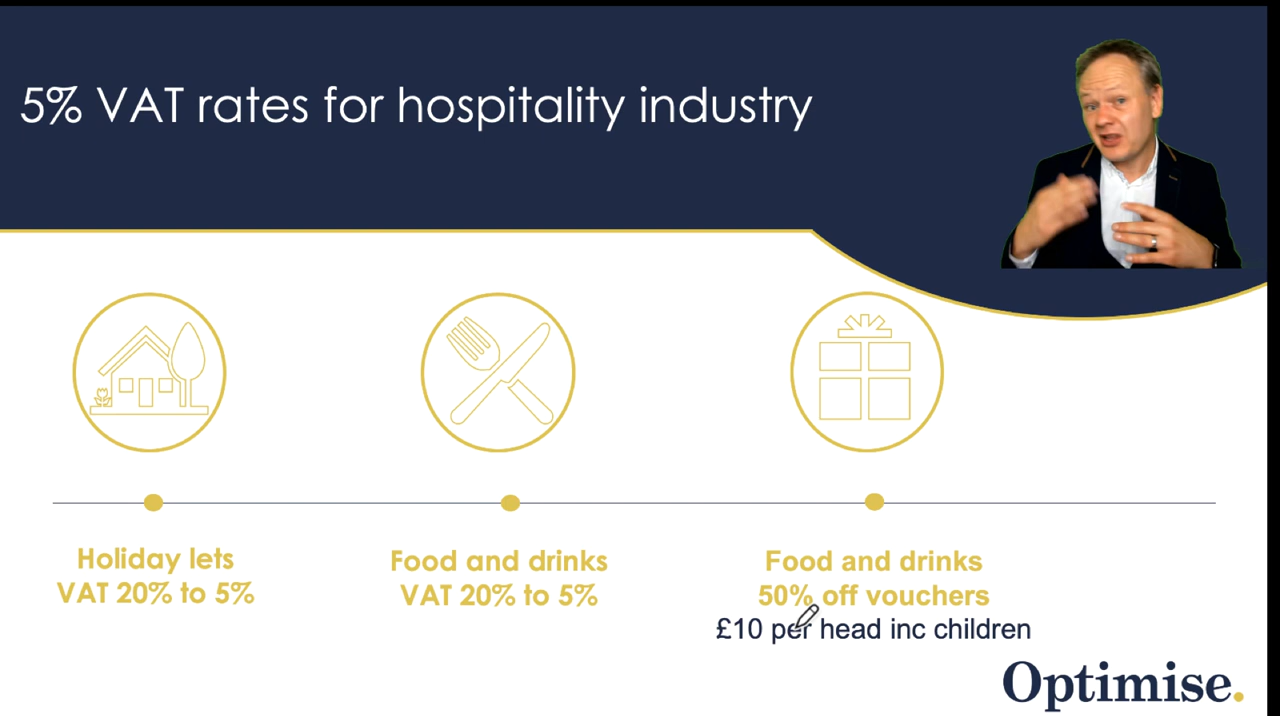 5% VAT rates for hospitality industry
Holiday lets
VAT 20% to 5%
Food and drinks
VAT 20% to 5%
Food and drinks
50% off vouchers
£10 per head inc children
Optimise.